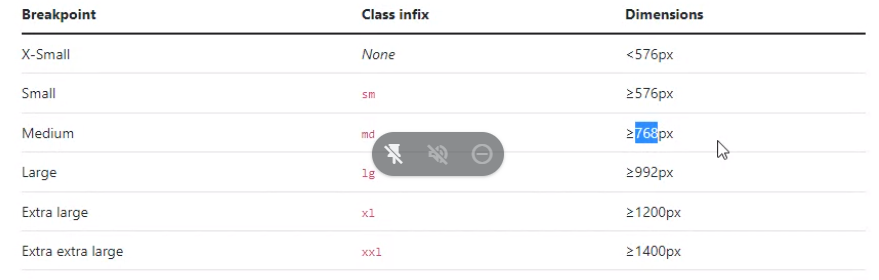 Breakpoint Class infix Dimensions
X-Small None <576px
Small sm ≥576px
Medium md ≥768px
Large lg ≥992px
Extra large xl ≥1200px
Extra extra large xxl ≥1400px